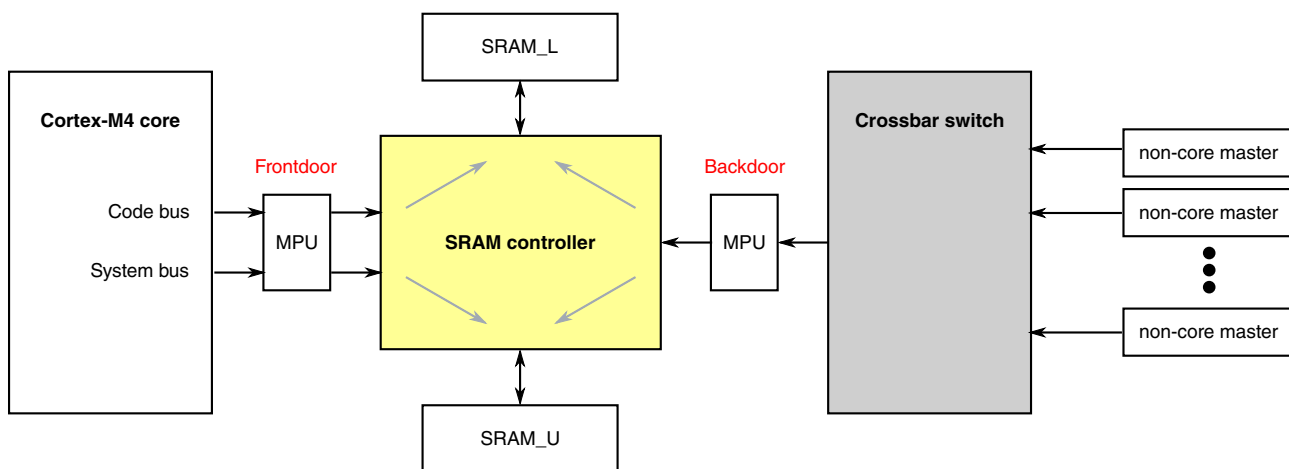 SRAM_L
Cortex-M4 core
Crossbar switch
Frontdoor
Backdoor
non-core master
Code bus
MPU
SRAM controller
MPU
non-core master
System bus
non-core master
SRAM_U